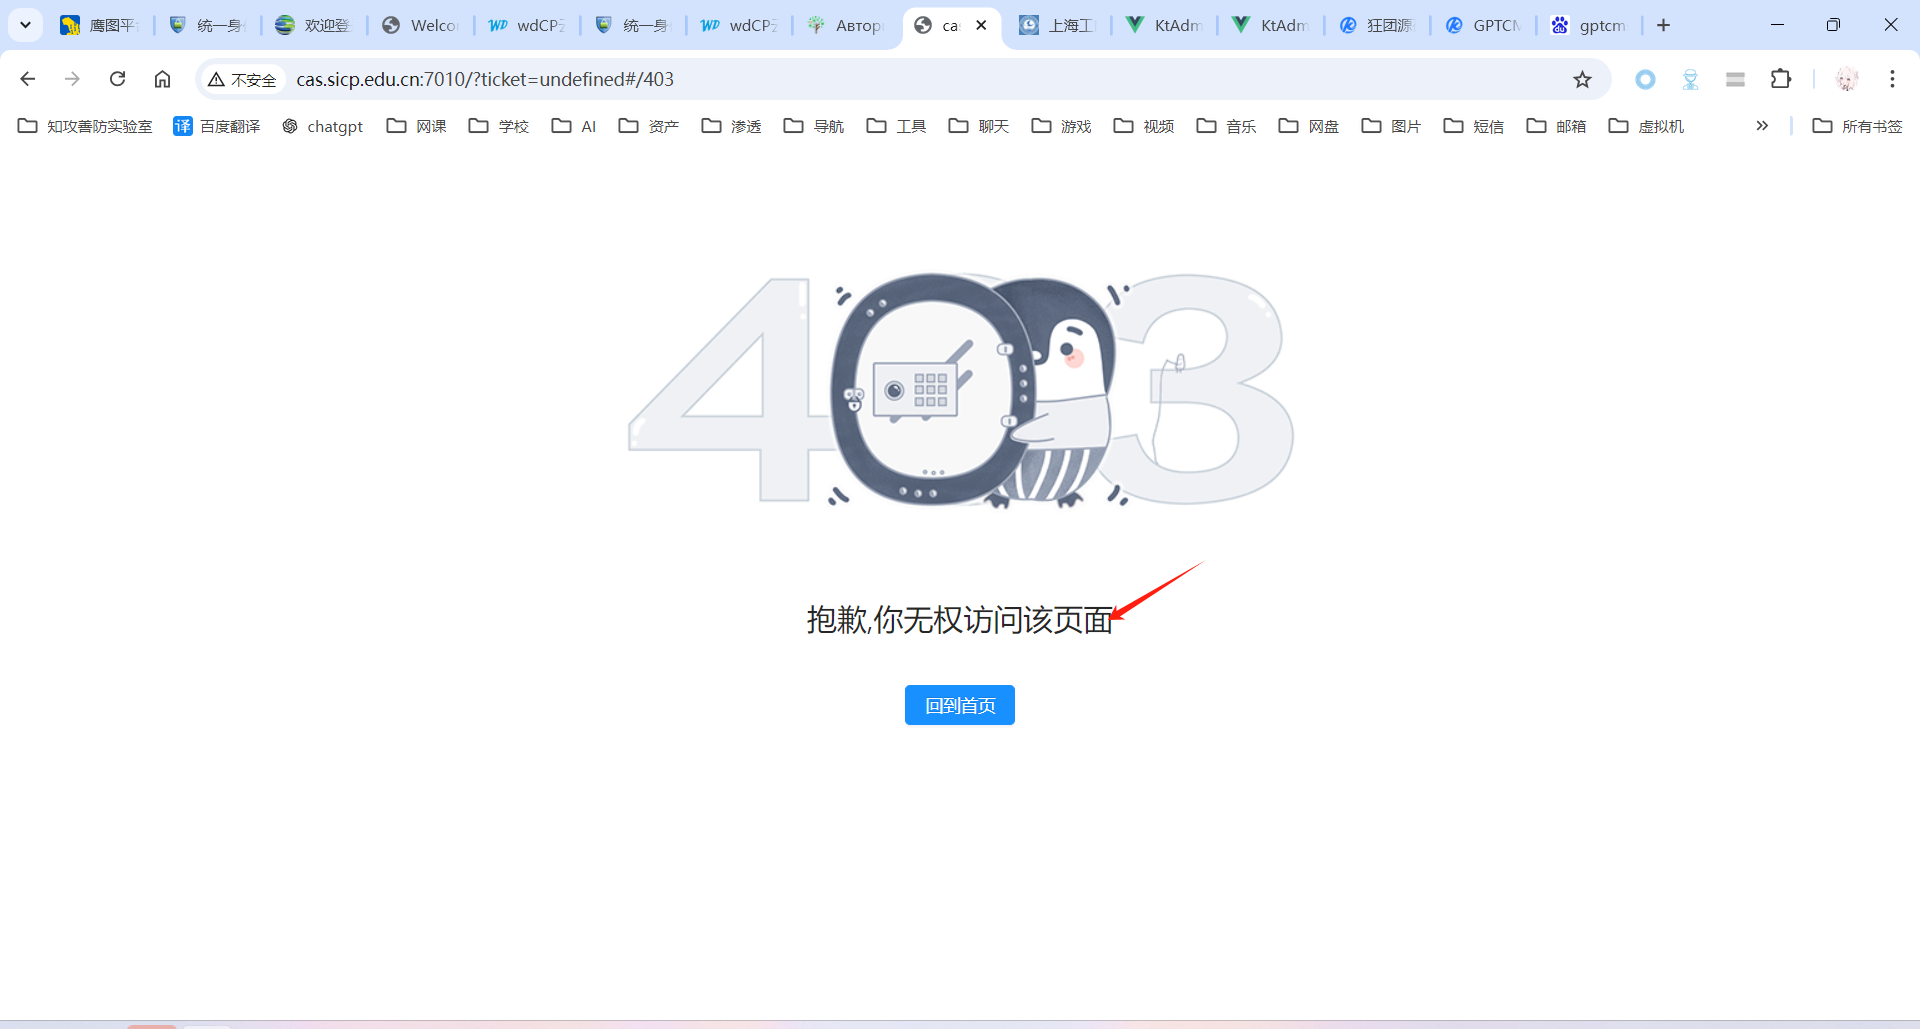 鹰图平
统一身
欢迎登
Welco
wdCP
统一身
wdCP
Автор
ca
上海工
KtAdm
KtAdm
狂团源
GPTCM
gptcm
不安全
cas.sicp.edu.cn:7010/?ticket=undefined#/403
知攻善防实验室
译 百度翻译
chatgpt
网课
学校
AI
资产
渗透
导航
工具
聊天
游戏
视频
音乐
网盘
图片
短信
邮箱
虚拟机
所有书签
403
抱歉,你无权访问该页面
回到首页